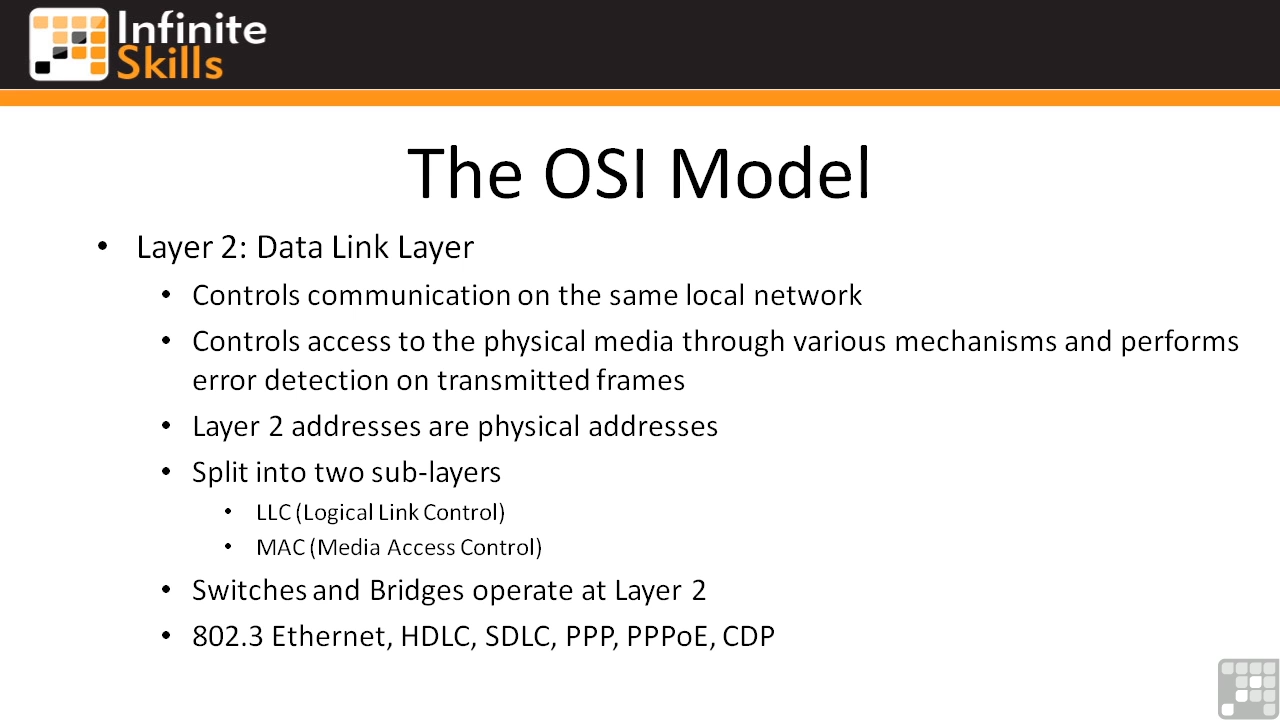 Infinite
Skills
The OSI Model
• Layer 2: Data Link Layer
• Controls communication on the same local network
• Controls access to the physical media through various mechanisms and performs
error detection on transmitted frames
• Layer 2 addresses are physical addresses
• Split into two sub-layers
• LLC (Logical Link Control)
• MAC (Media Access Control)
• Switches and Bridges operate at Layer 2
• 802.3 Ethernet, HDLC, SDLC, PPP, PPPoE, CDP